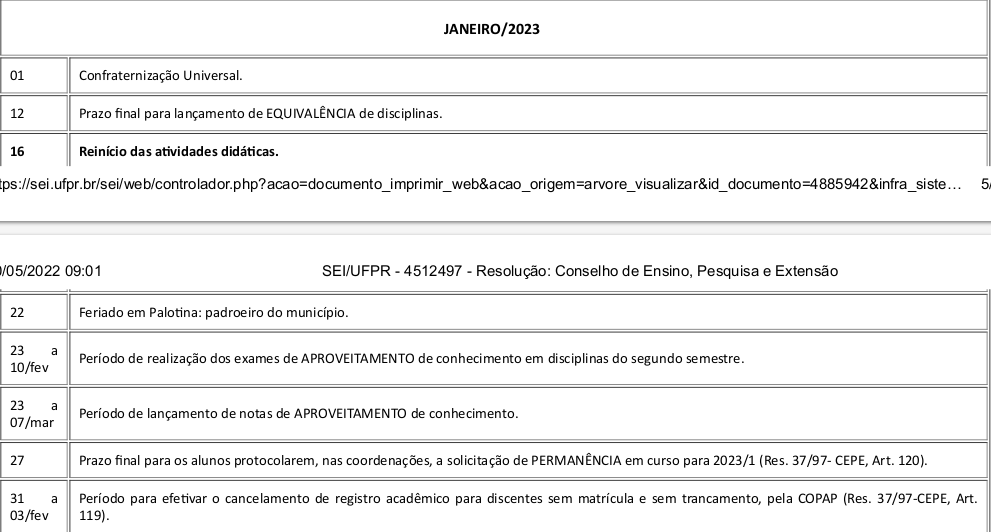 JANEIRO/2023
01 Confraternização Universal.
12 Prazo final para lançamento de EQUIVALÊNCIA de disciplinas.
16 Reinício das atividades didáticas.
tps://sei.ufpr.br/sei/web/controlador.php?acao=documento_imprimir_web&acao_origem=arvore_visualizar&id_documento=4885942&infra_siste… 5/
/05/2022 09:01 SEI/UFPR - 4512497 - Resolução: Conselho de Ensino, Pesquisa e Extensão
22 Feriado em Palotina: padroeiro do município.
23 a
10/fev
Período de realização dos exames de APROVEITAMENTO de conhecimento em disciplinas do segundo semestre.
23 a
07/mar
Período de lançamento de notas de APROVEITAMENTO de conhecimento.
27 Prazo final para os alunos protocolarem, nas coordenações, a solicitação de PERMANÊNCIA em curso para 2023/1 (Res. 37/97- CEPE, Art. 120).
31 a
03/fev
Período para efetivar o cancelamento de registro acadêmico para discentes sem matrícula e sem trancamento, pela COPAP (Res. 37/97-CEPE, Art.
119).